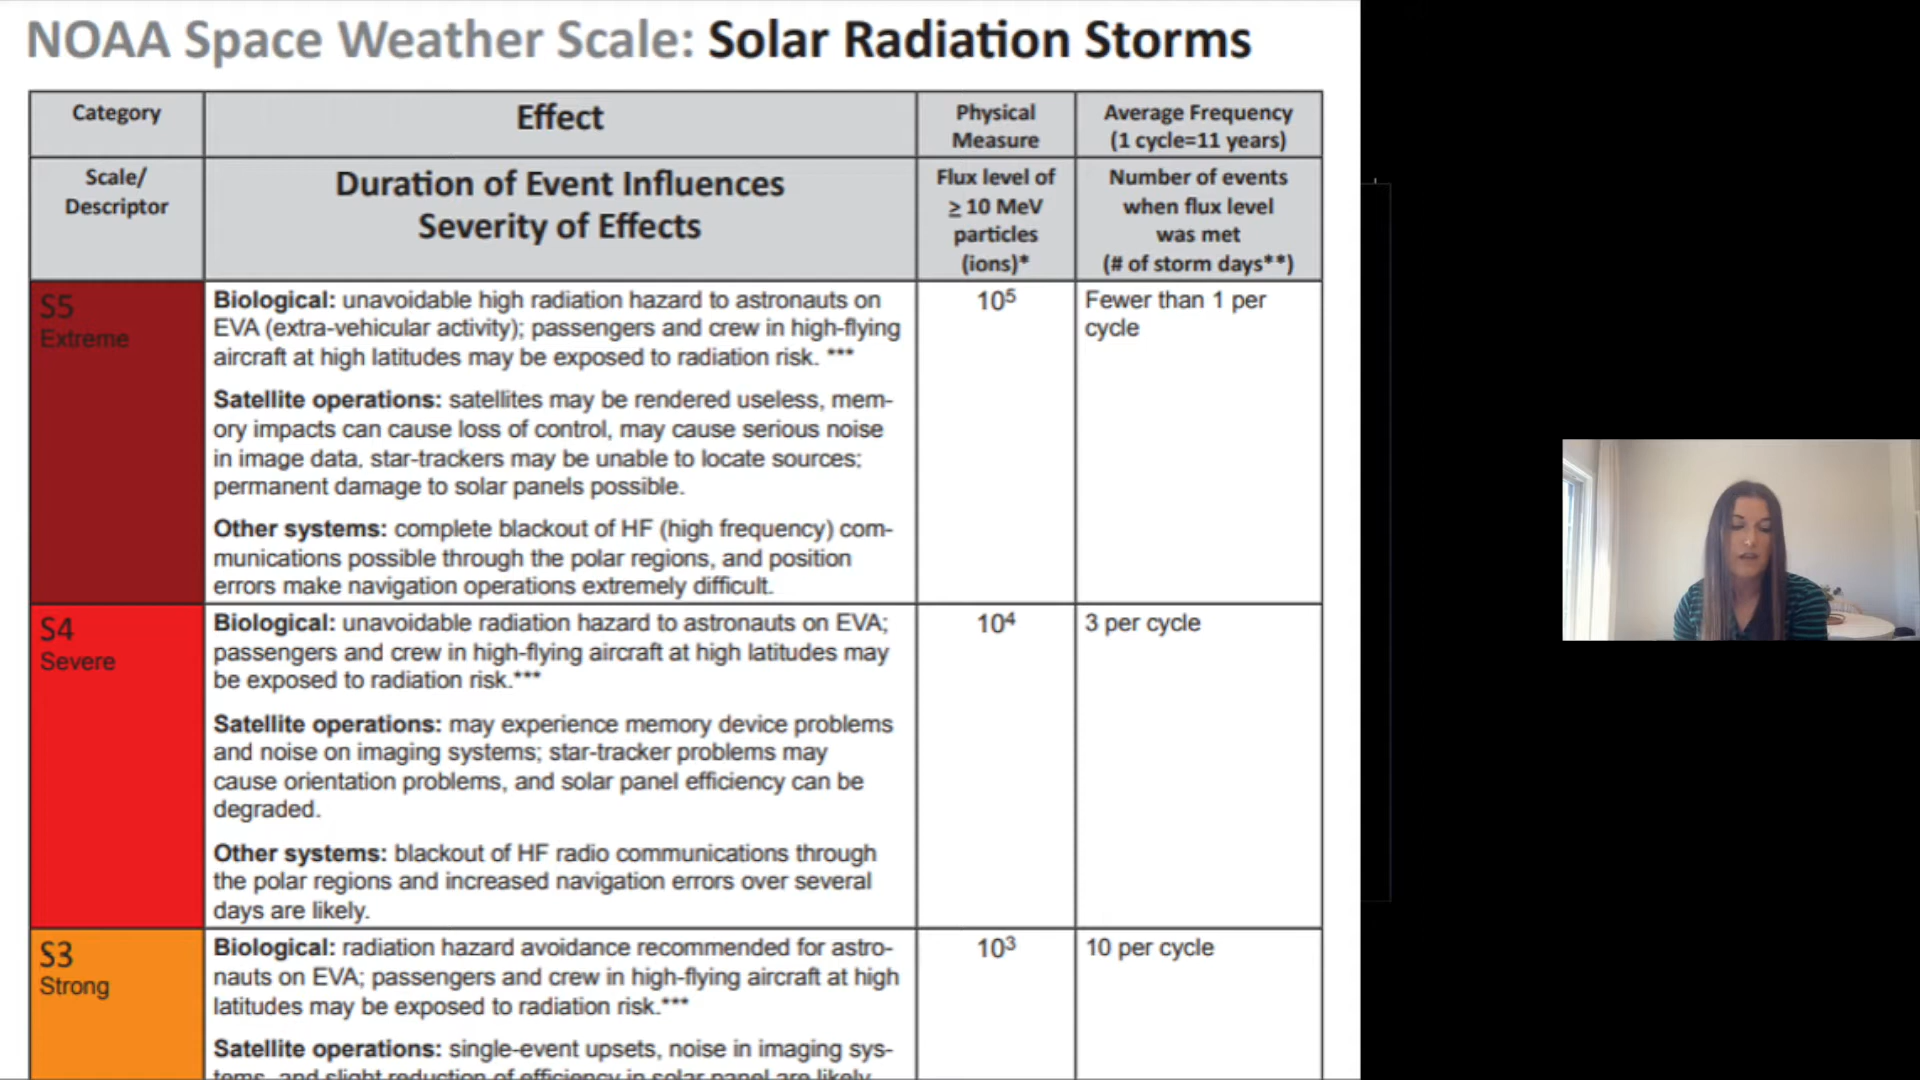 NOAA Space Weather Scale: Solar Radiation Storms
Category
Effect
Physical
Measure
Average Frequency
(1 cycle=11 years)
Scale/
Descriptor
Duration of Event Influences
Severity of Effects
Flux level of
≥ 10 MeV
particles
(ions)*
Number of events
when flux level
was met
(# of storm days**)
S5
Extreme
Biological: unavoidable high radiation hazard to astronauts on
EVA (extra-vehicular activity); passengers and crew in high-flying
aircraft at high latitudes may be exposed to radiation risk. ***
Satellite operations: satellites may be rendered useless, mem-
ory impacts can cause loss of control, may cause serious noise
in image data, star-trackers may be unable to locate sources;
permanent damage to solar panels possible.
Other systems: complete blackout of HF (high frequency) com-
munications possible through the polar regions, and position
errors make navigation operations extremely difficult.
10⁵
Fewer than 1 per
cycle
S4
Severe
Biological: unavoidable radiation hazard to astronauts on EVA;
passengers and crew in high-flying aircraft at high latitudes may
be exposed to radiation risk.***
Satellite operations: may experience memory device problems
and noise on imaging systems; star-tracker problems may
cause orientation problems, and solar panel efficiency can be
degraded.
Other systems: blackout of HF radio communications through
the polar regions and increased navigation errors over several
days are likely.
10⁴
3 per cycle
S3
Strong
Biological: radiation hazard avoidance recommended for astro-
nauts on EVA; passengers and crew in high-flying aircraft at high
latitudes may be exposed to radiation risk.***
Satellite operations: single-event upsets, noise in imaging sys-
tems, and slight reduction of efficiency in solar panel are likely.
10³
10 per cycle